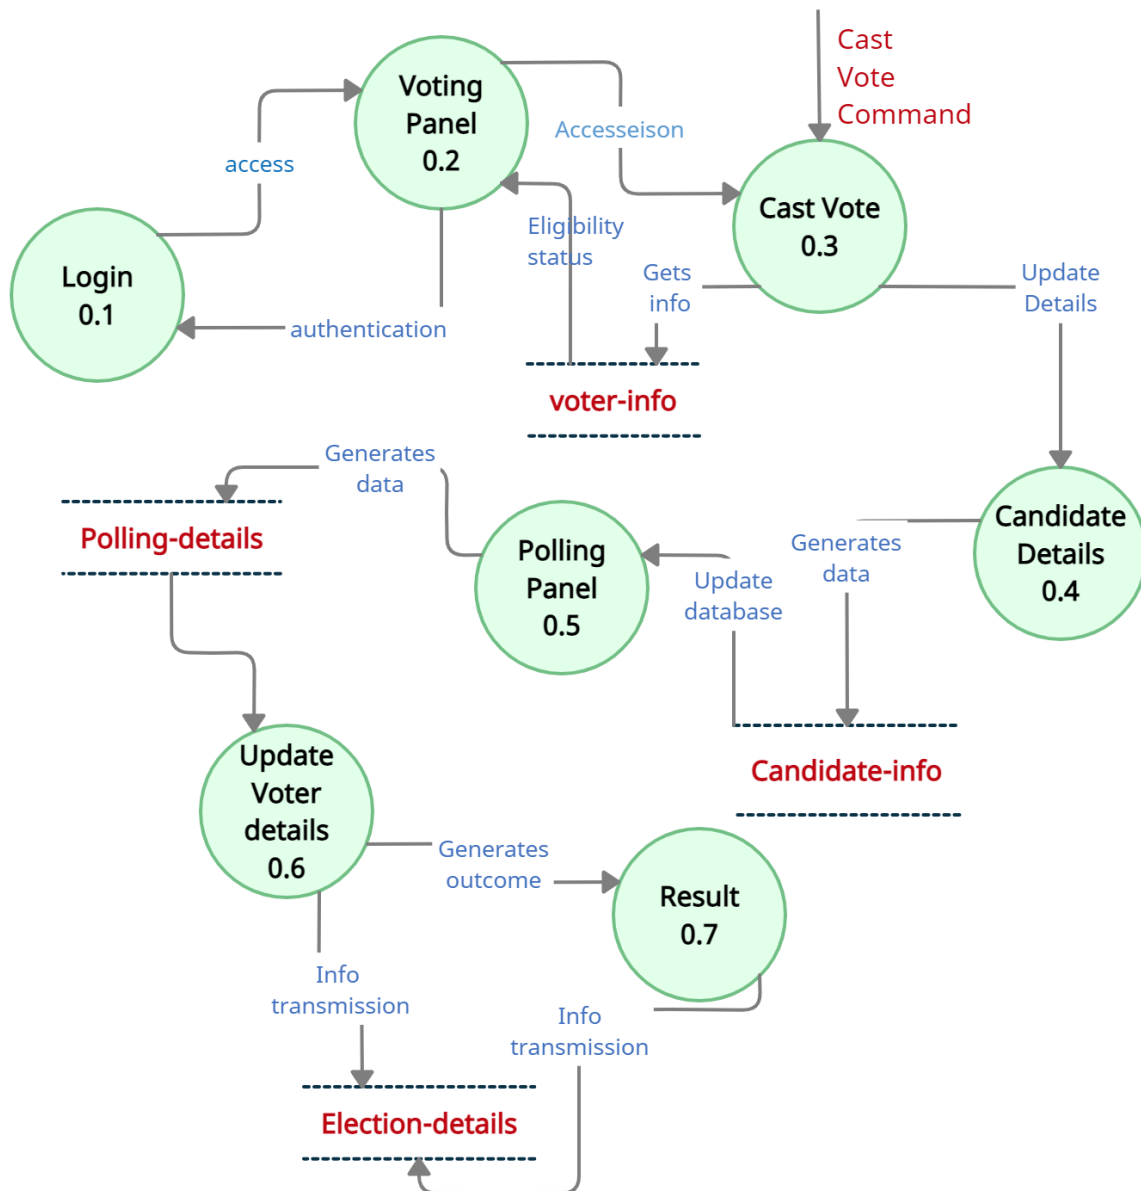 Cast
Vote
Command
Voting
Panel
0.2
Accesseison
access
Cast Vote
0.3
Eligibility
status
Login
0.1
authentication
Gets
info
Update
Details
voter-info
Generates
data
Polling-details
Polling
Panel
0.5
Update
database
Generates
data
Candidate
Details
0.4
Candidate-info
Update
Voter
details
0.6
Generates
outcome
Result
0.7
Info
transmission
Info
transmission
Election-details